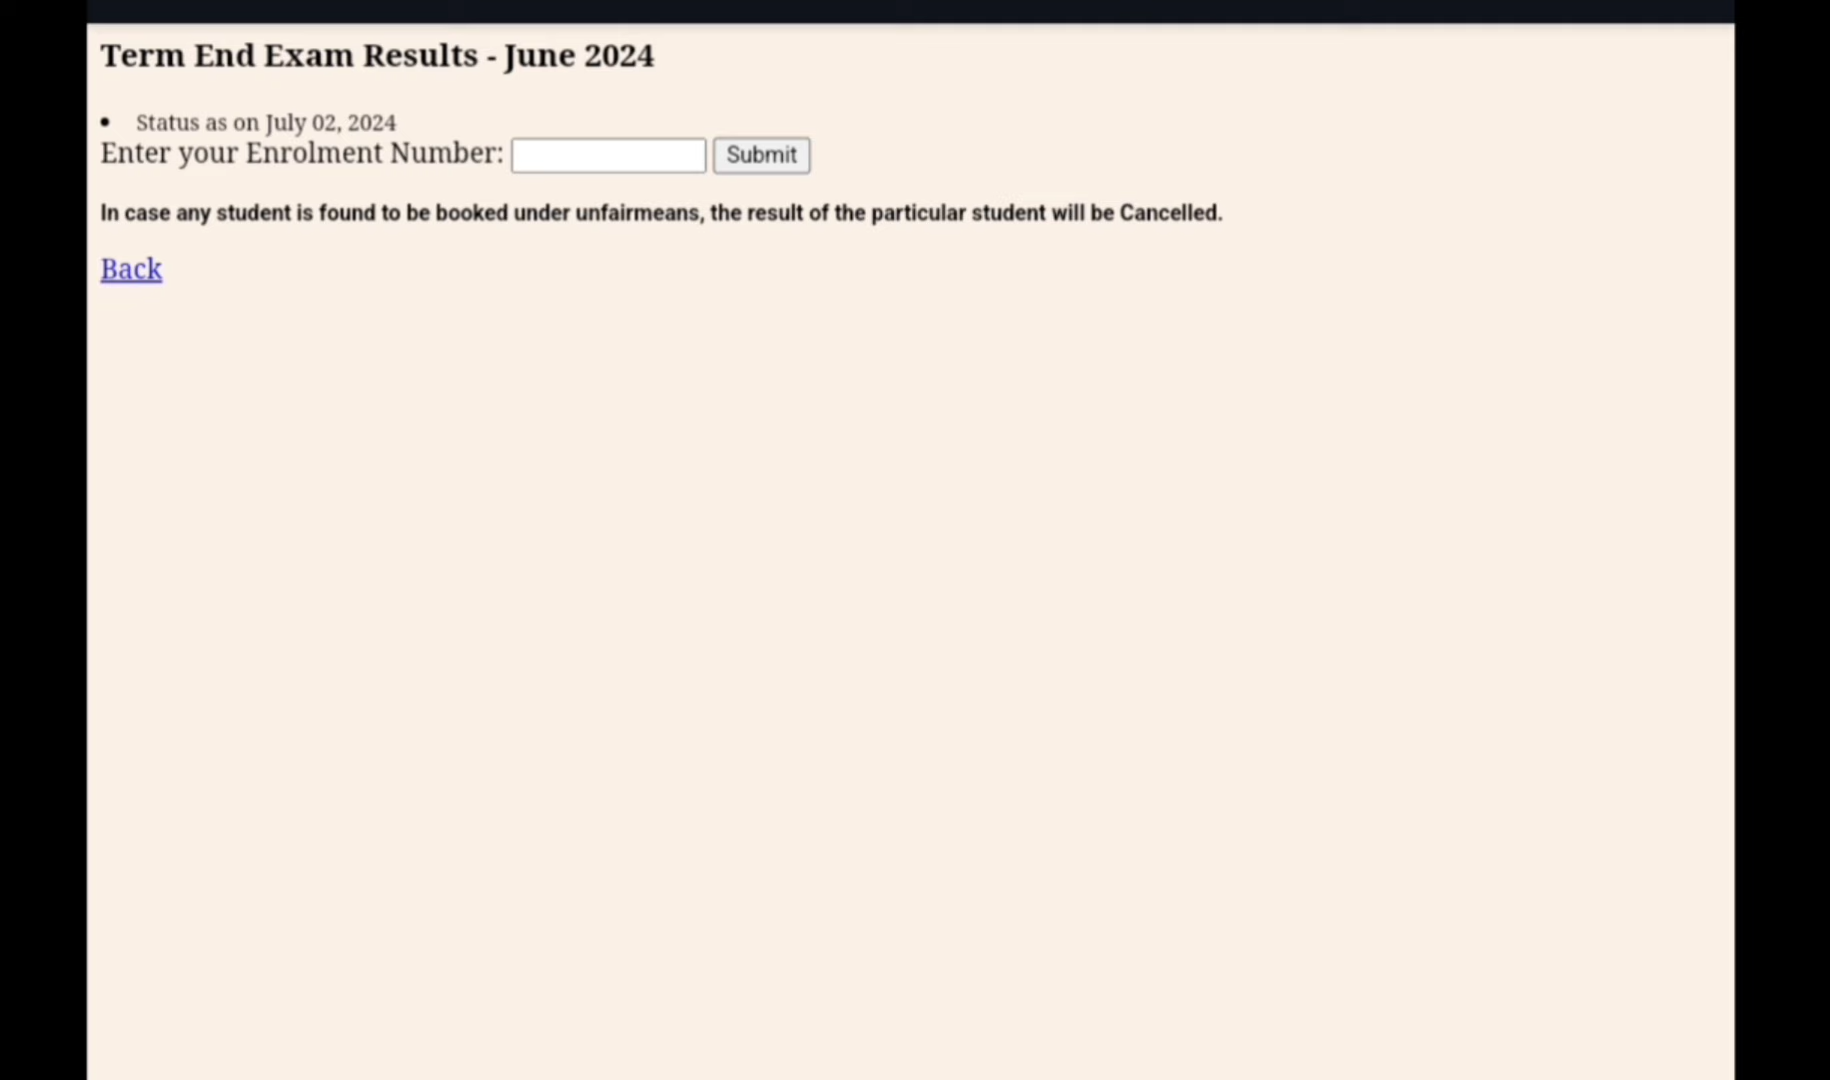 Term End Exam Results - June 2024
Status as on July 02, 2024
Enter your Enrolment Number: Submit
In case any student is found to be booked under unfairmeans, the result of the particular student will be Cancelled.
Back